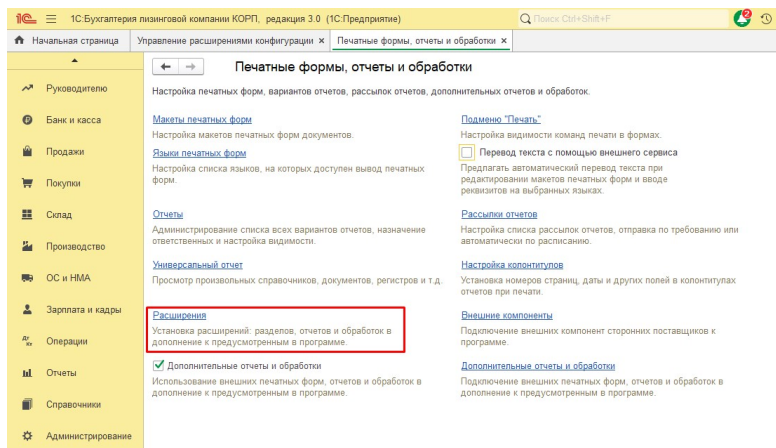 1С Бухгалтерия лизинговой компании КОРП, редакция 3.0 (1С:Предприятие)
Поиск Ctrl+Shift+F
2
Начальная страница
Управление расширениями конфигурации ×
Печатные формы, отчеты и обработки ×
Печатные формы, отчеты и обработки
Настройка печатных форм, вариантов отчетов, рассылок отчетов, дополнительных отчетов и обработок.
Руководителю
Банк и касса
Продажи
Покупки
Склад
Производство
ОС и НМА
Зарплата и кадры
Дт Кт Операции
Отчеты
Справочники
Администрирование
Макеты печатных форм
Настройка макетов печатных форм документов.
Языки печатных форм
Настройка списка языков, на которых доступен вывод печатных
форм.
Отчеты
Администрирование списка всех вариантов отчетов, назначение
ответственных и настройка видимости.
Универсальный отчет
Просмотр произвольных справочников, документов, регистров и т.д.
Расширения
Установка расширений: разделов, отчетов и обработок в
дополнение к предусмотренным в программе.
Дополнительные отчеты и обработки
Использование внешних печатных форм, отчетов и обработок в
дополнение к предусмотренным в программе.
Подменю "Печать"
Настройка видимости команд печати в формах.
Перевод текста с помощью внешнего сервиса
Предлагать автоматический перевод текста при
редактировании макетов печатных форм и вводе
реквизитов на выбранных языках.
Рассылки отчетов
Настройка списка рассылок отчетов, отправка по требованию или
автоматически по расписанию.
Настройка колонтитулов
Установка номеров страниц, даты и других полей в колонтитулах
отчетов при печати.
Внешние компоненты
Подключение внешних компонент сторонних поставщиков к
программе.
Дополнительные отчеты и обработки
Подключение внешних печатных форм, отчетов и обработок в
дополнение к предусмотренным в программе.